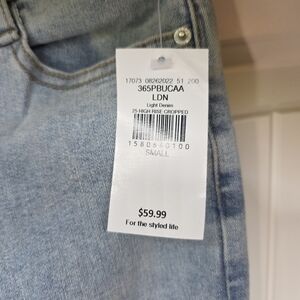 17073 08262022 51 200
365PBUCAA
LDN
Light Denim
25 HIGH RISE CROPPED
1580640100
SMALL
$59.99
For the styled life